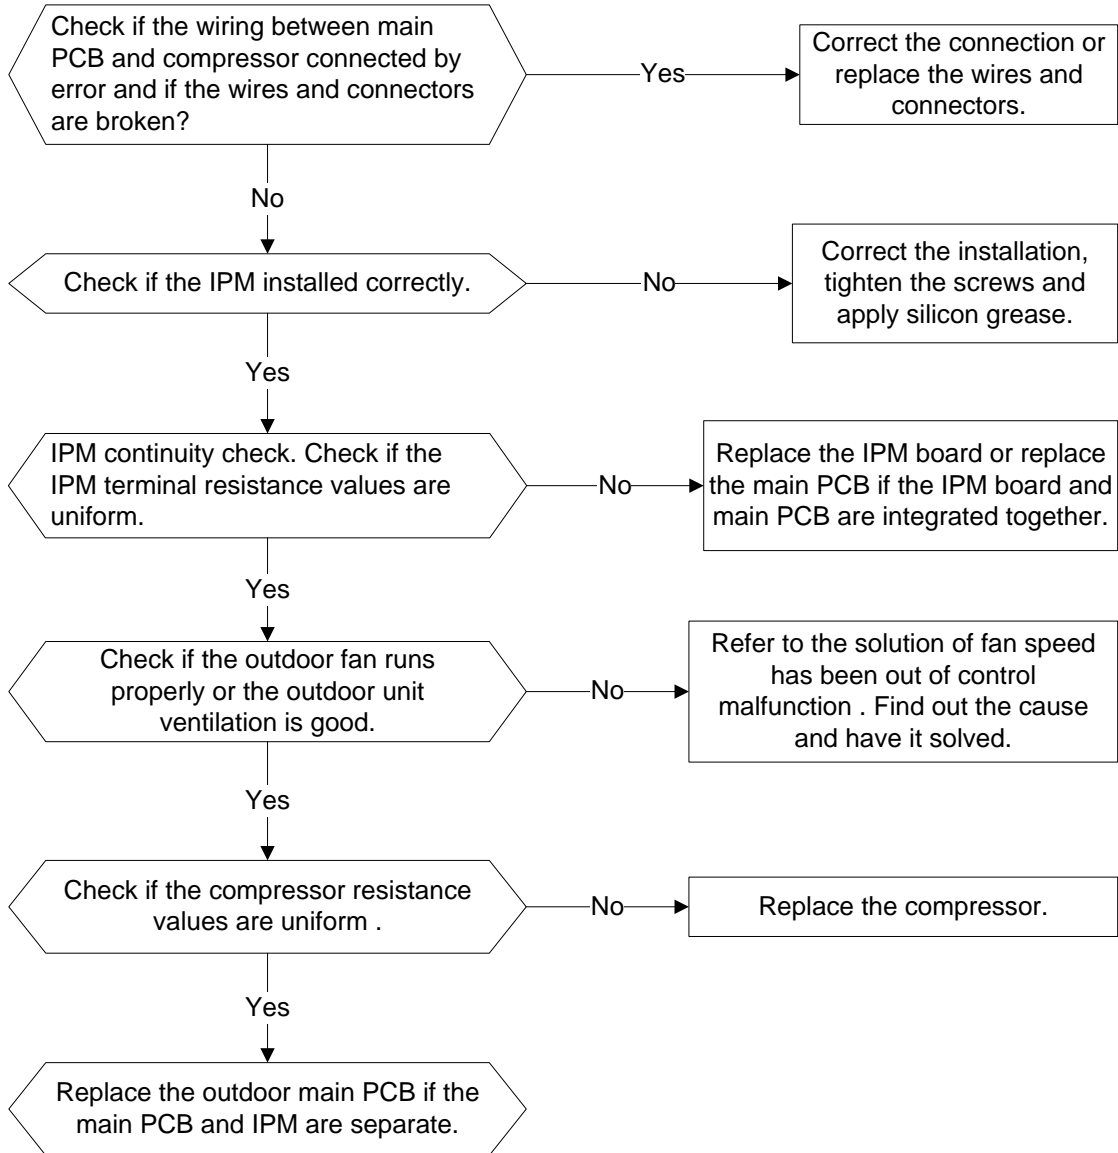 Check if the wiring between main
PCB and compressor connected by
error and if the wires and connectors
are broken?
Yes
Correct the connection or
replace the wires and
connectors.
No
Check if the IPM installed correctly.
No
Correct the installation,
tighten the screws and
apply silicon grease.
Yes
IPM continuity check. Check if the
IPM terminal resistance values are
uniform.
No
Replace the IPM board or replace
the main PCB if the IPM board and
main PCB are integrated together.
Yes
Check if the outdoor fan runs
properly or the outdoor unit
ventilation is good.
No
Refer to the solution of fan speed
has been out of control
malfunction . Find out the cause
and have it solved.
Yes
Check if the compressor resistance
values are uniform .
No
Replace the compressor.
Yes
Replace the outdoor main PCB if the
main PCB and IPM are separate.